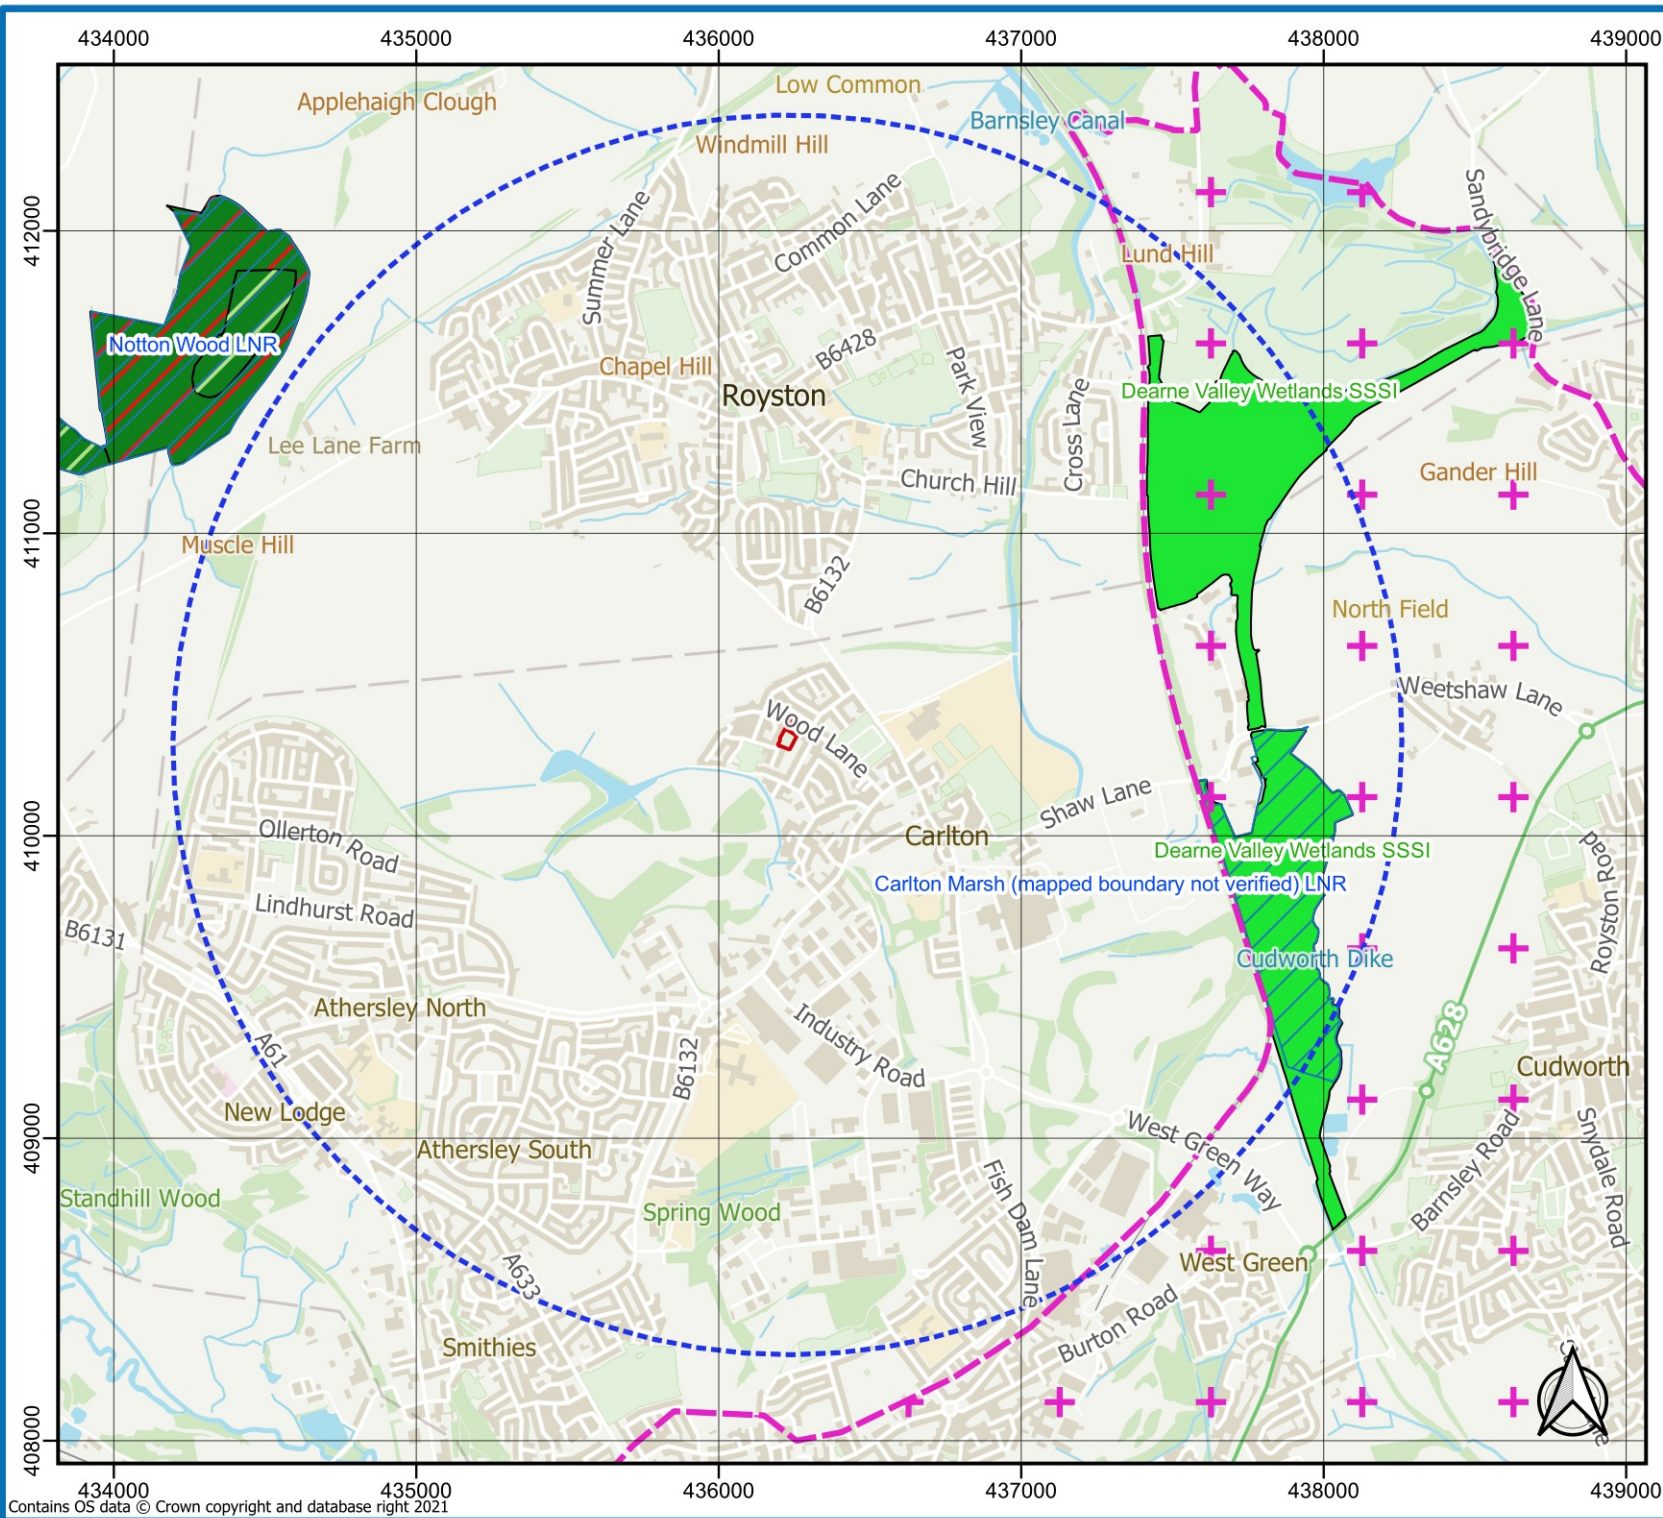 434000 435000 436000 437000 438000 439000
Low Common
Applehaigh Clough
Barnsley Canal
Windmill Hill
Sandybridge Lane
Common Lane
Summer Lane
412000
Lund Hill
Notton Wood LNR
B6428
Park View
Chapel Hill
Royston
Cross Lane
Dearne Valley Wetlands SSSI
Lee Lane Farm
Church Hill
Gander Hill
411000
Muscle Hill
B6132
North Field
Weetshaw Lane
Wood Lane
Shaw Lane
410000
Ollerton Road
Carlton
Dearne Valley Wetlands SSSI
Carlton Marsh (mapped boundary not verified) LNR
Royston Road
Lindhurst Road
B6131
Cudworth Dike
Athersley North
Industry Road
A61
B6132
A628
Cudworth
New Lodge
409000
Athersley South
West Green Way
Barnsley Road
Snydale Road
Standhill Wood
Spring Wood
Fish Dam Lane
A633
West Green
Burton Road
Smithies
408000
434000 435000 436000 437000 438000 439000
Contains OS data © Crown copyright and database right 2021